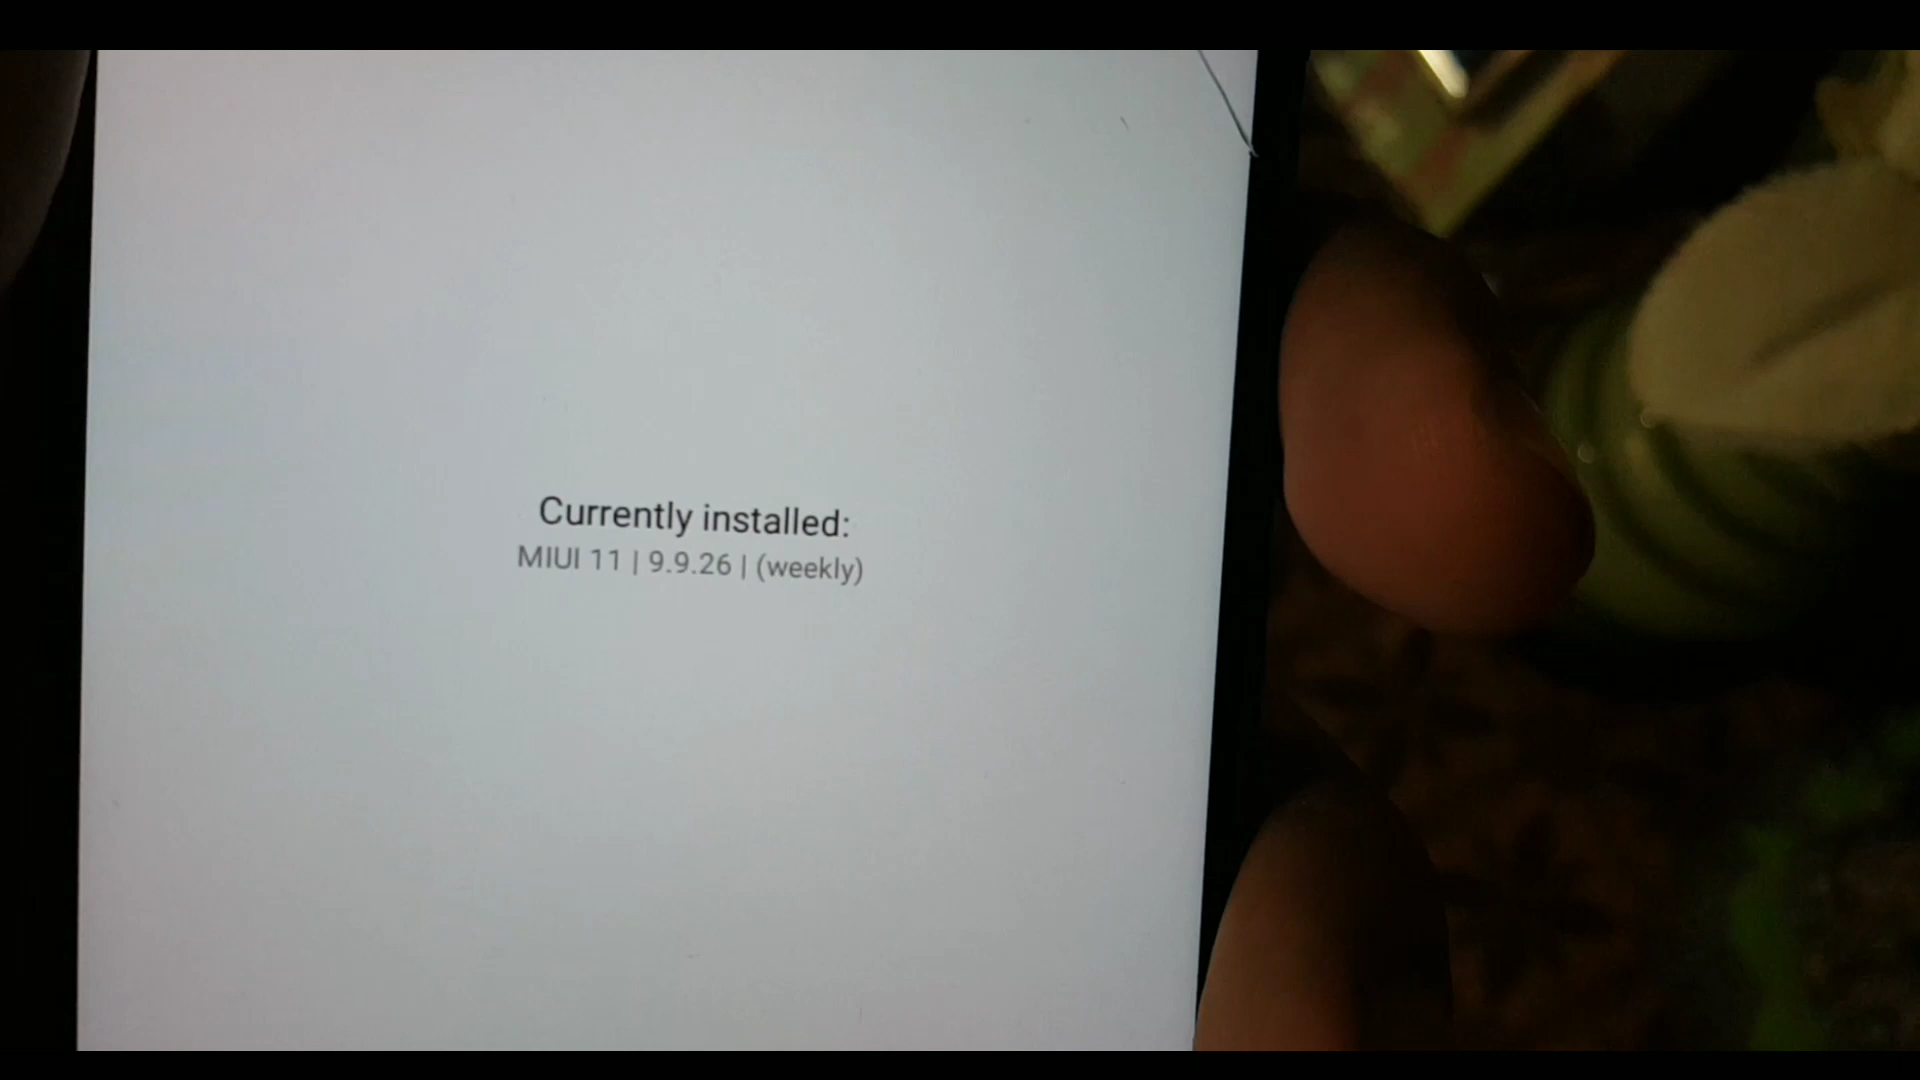 Currently installed:
MIUI 11 | 9.9.26 | (weekly)